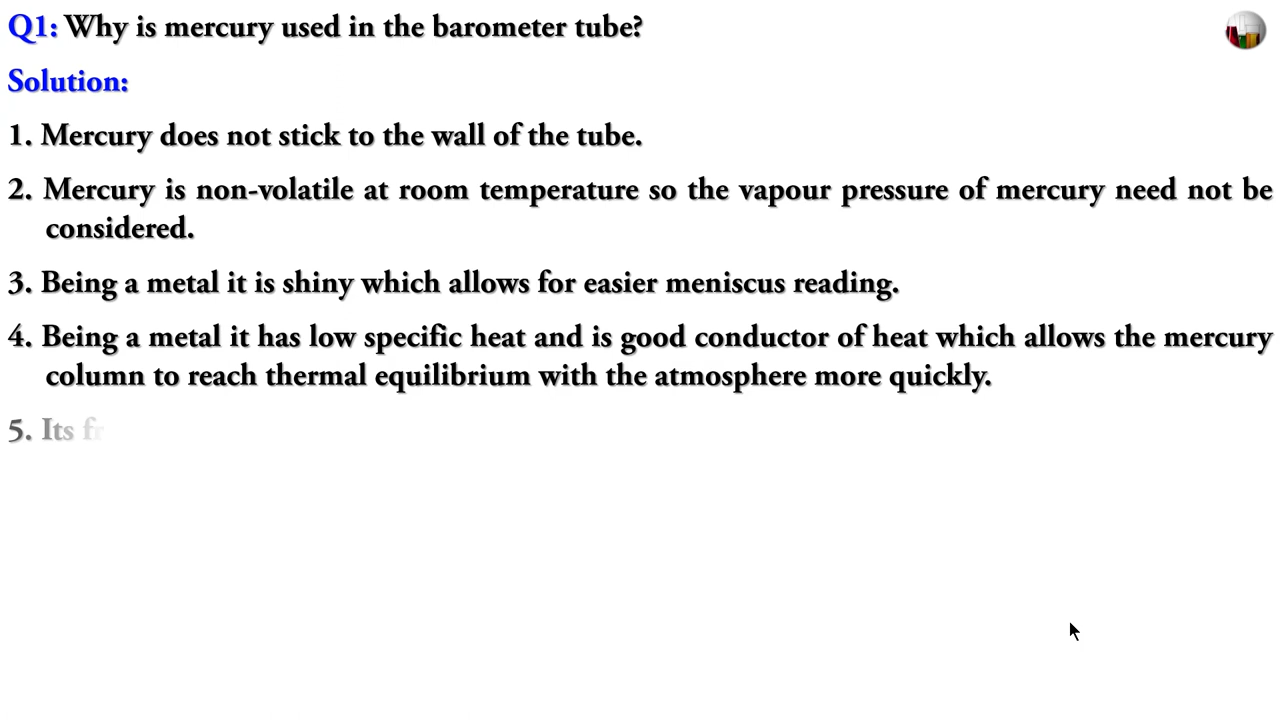 Q1: Why is mercury used in the barometer tube?
Solution:
1. Mercury does not stick to the wall of the tube.
2. Mercury is non-volatile at room temperature so the vapour pressure of mercury need not be
considered.
3. Being a metal it is shiny which allows for easier meniscus reading.
4. Being a metal it has low specific heat and is good conductor of heat which allows the mercury
column to reach thermal equilibrium with the atmosphere more quickly.
5. Its